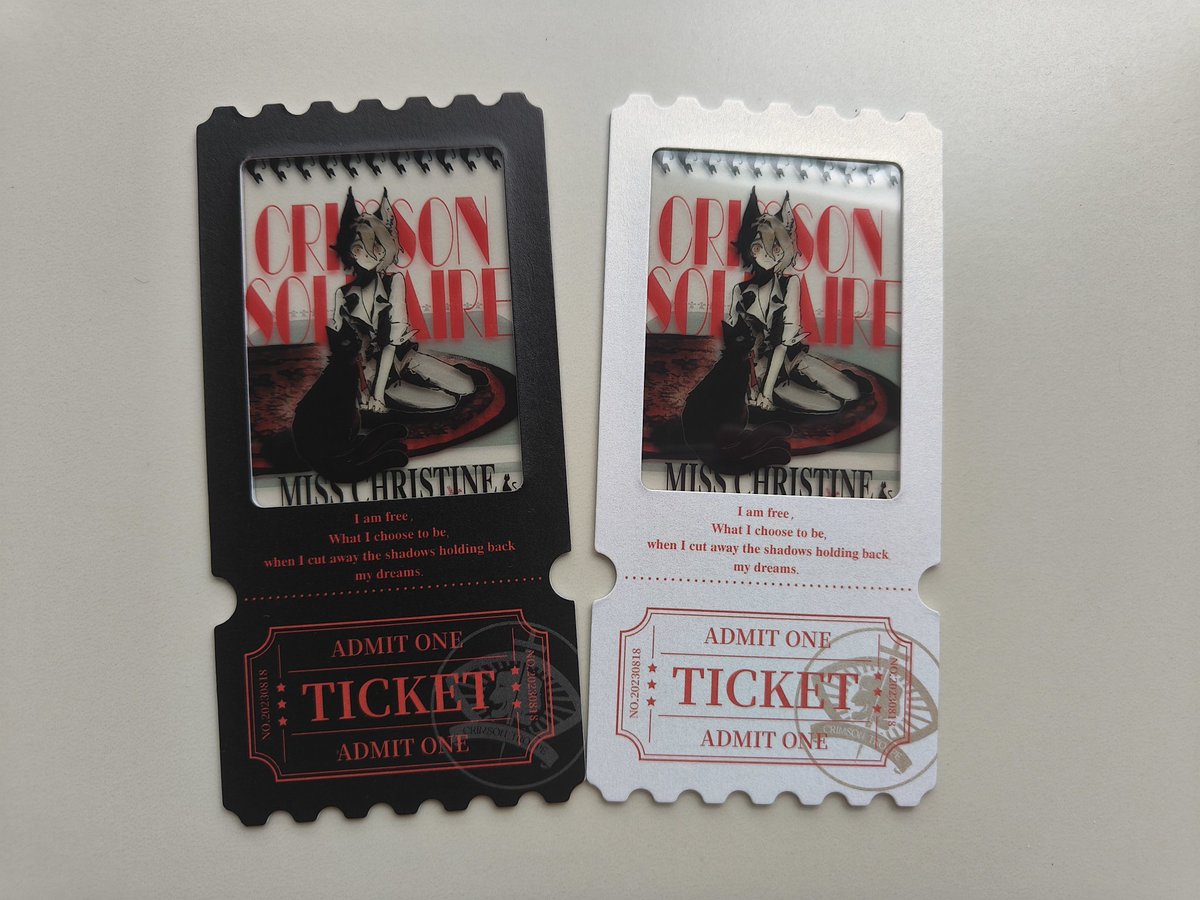 CRIMSON
SOLITAIRE
MISS CHRISTINE
I am free,
What I choose to be,
when I cut away the shadows holding back
my dreams.
ADMIT ONE
NO.20230818
TICKET
NO.20230818
ADMIT ONE
CRIMSON
CRIMSON
SOLITAIRE
MISS CHRISTINE
I am free,
What I choose to be,
when I cut away the shadows holding back
my dreams.
ADMIT ONE
NO.20230818
TICKET
NO.20230818
ADMIT ONE
CRIMSON